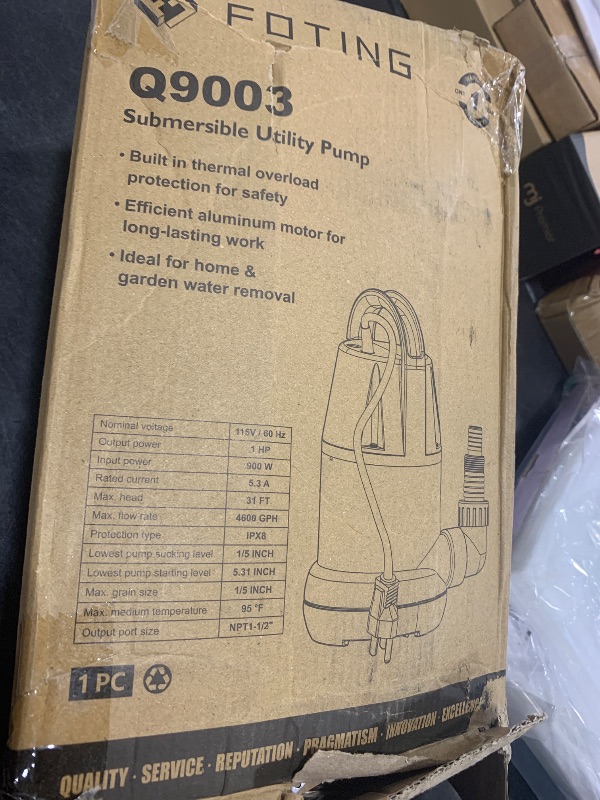 FOTING
Q9003
Submersible Utility Pump
• Built in thermal overload
protection for safety
• Efficient aluminum motor for
long-lasting work
• Ideal for home &
garden water removal
Nominal voltage 115V / 60 Hz
Output power 1 HP
Input power 900 W
Rated current 5.3 A
Max. head 31 FT
Max. flow rate 4600 GPH
Protection type IPX8
Lowest pump sucking level 1/5 INCH
Lowest pump starting level 5.31 INCH
Max. grain size 1/5 INCH
Max. medium temperature 95 °F
Output port size NPT1-1/2"
1 PC
QUALITY · SERVICE · REPUTATION · PRAGMATISM · INNOVATION · EXCELLENCE